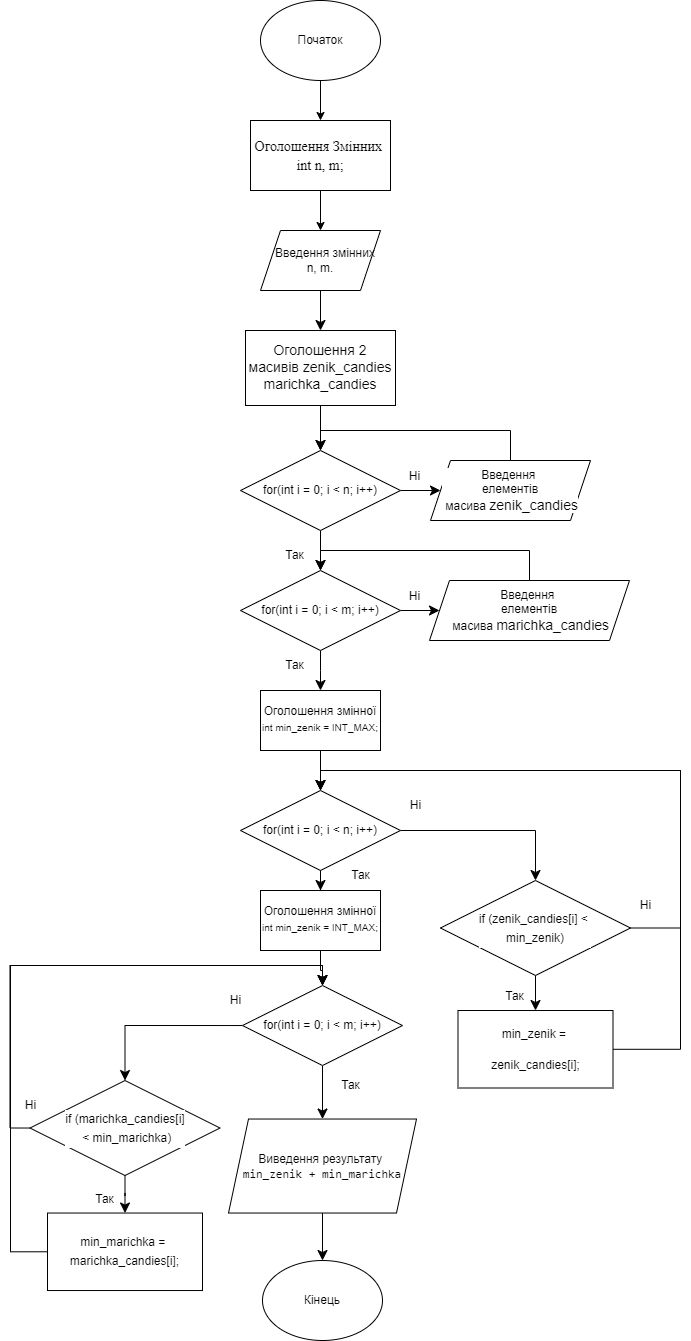 Початок
Оголошення Змінних
int n, m;
Введення змінних
n, m.
Оголошення 2
масивів zenik_candies
marichka_candies
for(int i = 0; i < n; i++)
Ні
Введення
елементів
масива zenik_candies
Так
for(int i = 0; i < m; i++)
Ні
Введення
елементів
масива marichka_candies
Так
Оголошення змінної
int min_zenik = INT_MAX;
for(int i = 0; i < n; i++)
Ні
Так
Оголошення змінної
int min_zenik = INT_MAX;
if (zenik_candies[i] <
min_zenik)
Ні
Так
min_zenik =
zenik_candies[i];
for(int i = 0; i < m; i++)
Ні
Так
if (marichka_candies[i]
< min_marichka)
Ні
Так
min_marichka =
marichka_candies[i];
Виведення результату
min_zenik + min_marichka
Кінець